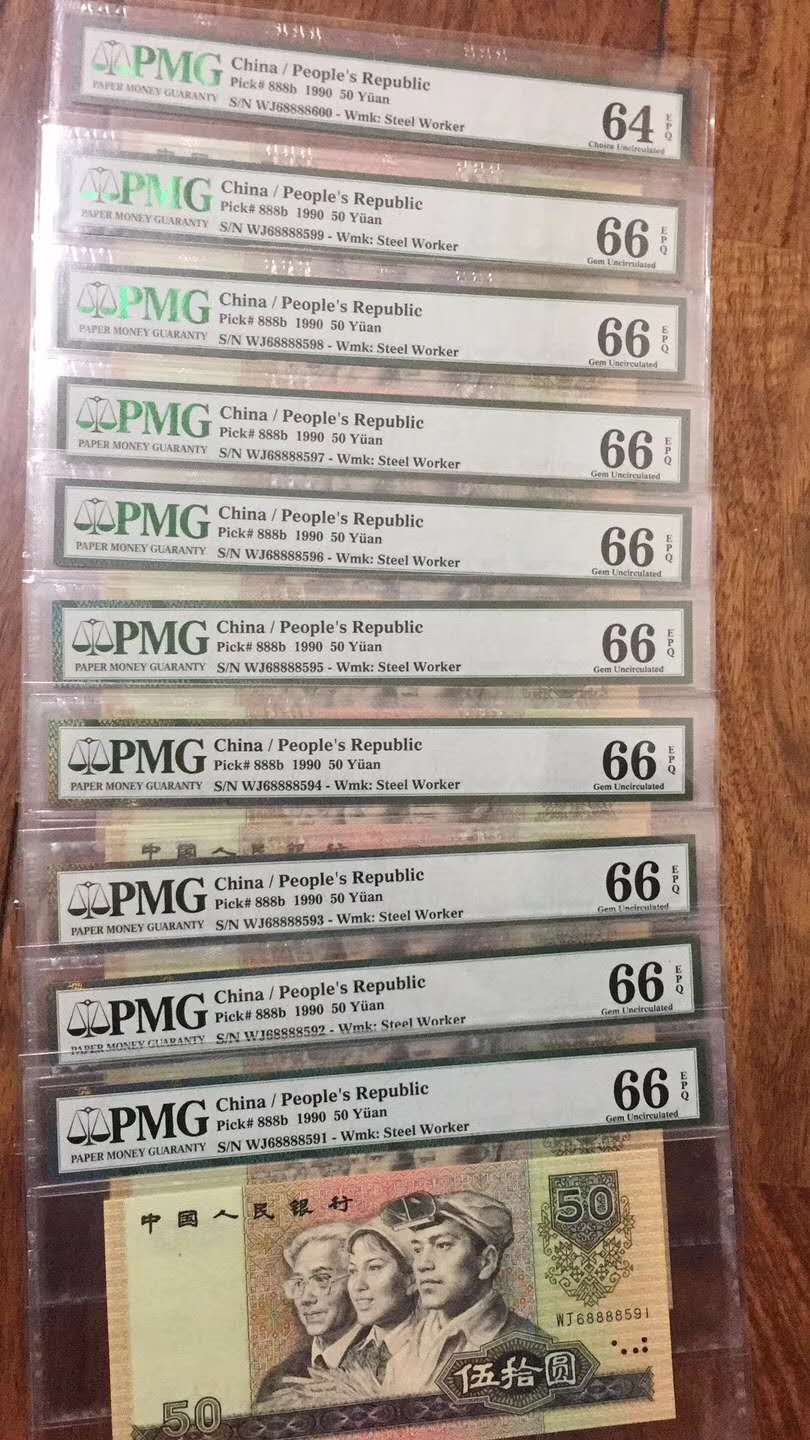 PMG
PAPER MONEY GUARANTY
China / People's Republic
Pick# 888b 1990 50 Yüan
S/N WJ68888600 - Wmk: Steel Worker
64
EPQ
Choice Uncirculated
PMG
PAPER MONEY GUARANTY
China / People's Republic
Pick# 888b 1990 50 Yüan
S/N WJ68888599 - Wmk: Steel Worker
66
EPQ
Gem Uncirculated
PMG
PAPER MONEY GUARANTY
China / People's Republic
Pick# 888b 1990 50 Yüan
S/N WJ68888598 - Wmk: Steel Worker
66
EPQ
Gem Uncirculated
PMG
PAPER MONEY GUARANTY
China / People's Republic
Pick# 888b 1990 50 Yüan
S/N WJ68888597 - Wmk: Steel Worker
66
EPQ
Gem Uncirculated
PMG
PAPER MONEY GUARANTY
China / People's Republic
Pick# 888b 1990 50 Yüan
S/N WJ68888596 - Wmk: Steel Worker
66
EPQ
Gem Uncirculated
PMG
PAPER MONEY GUARANTY
China / People's Republic
Pick# 888b 1990 50 Yüan
S/N WJ68888595 - Wmk: Steel Worker
66
EPQ
Gem Uncirculated
PMG
PAPER MONEY GUARANTY
China / People's Republic
Pick# 888b 1990 50 Yüan
S/N WJ68888594 - Wmk: Steel Worker
66
EPQ
Gem Uncirculated
中国人民银行
PMG
PAPER MONEY GUARANTY
China / People's Republic
Pick# 888b 1990 50 Yüan
S/N WJ68888593 - Wmk: Steel Worker
66
EPQ
Gem Uncirculated
PMG
PAPER MONEY GUARANTY
China / People's Republic
Pick# 888b 1990 50 Yüan
S/N WJ68888592 - Wmk: Steel Worker
66
EPQ
Gem Uncirculated
PMG
PAPER MONEY GUARANTY
China / People's Republic
Pick# 888b 1990 50 Yüan
S/N WJ68888591 - Wmk: Steel Worker
66
EPQ
Gem Uncirculated
中国人民银行
50
WJ68888591
伍拾圆
50